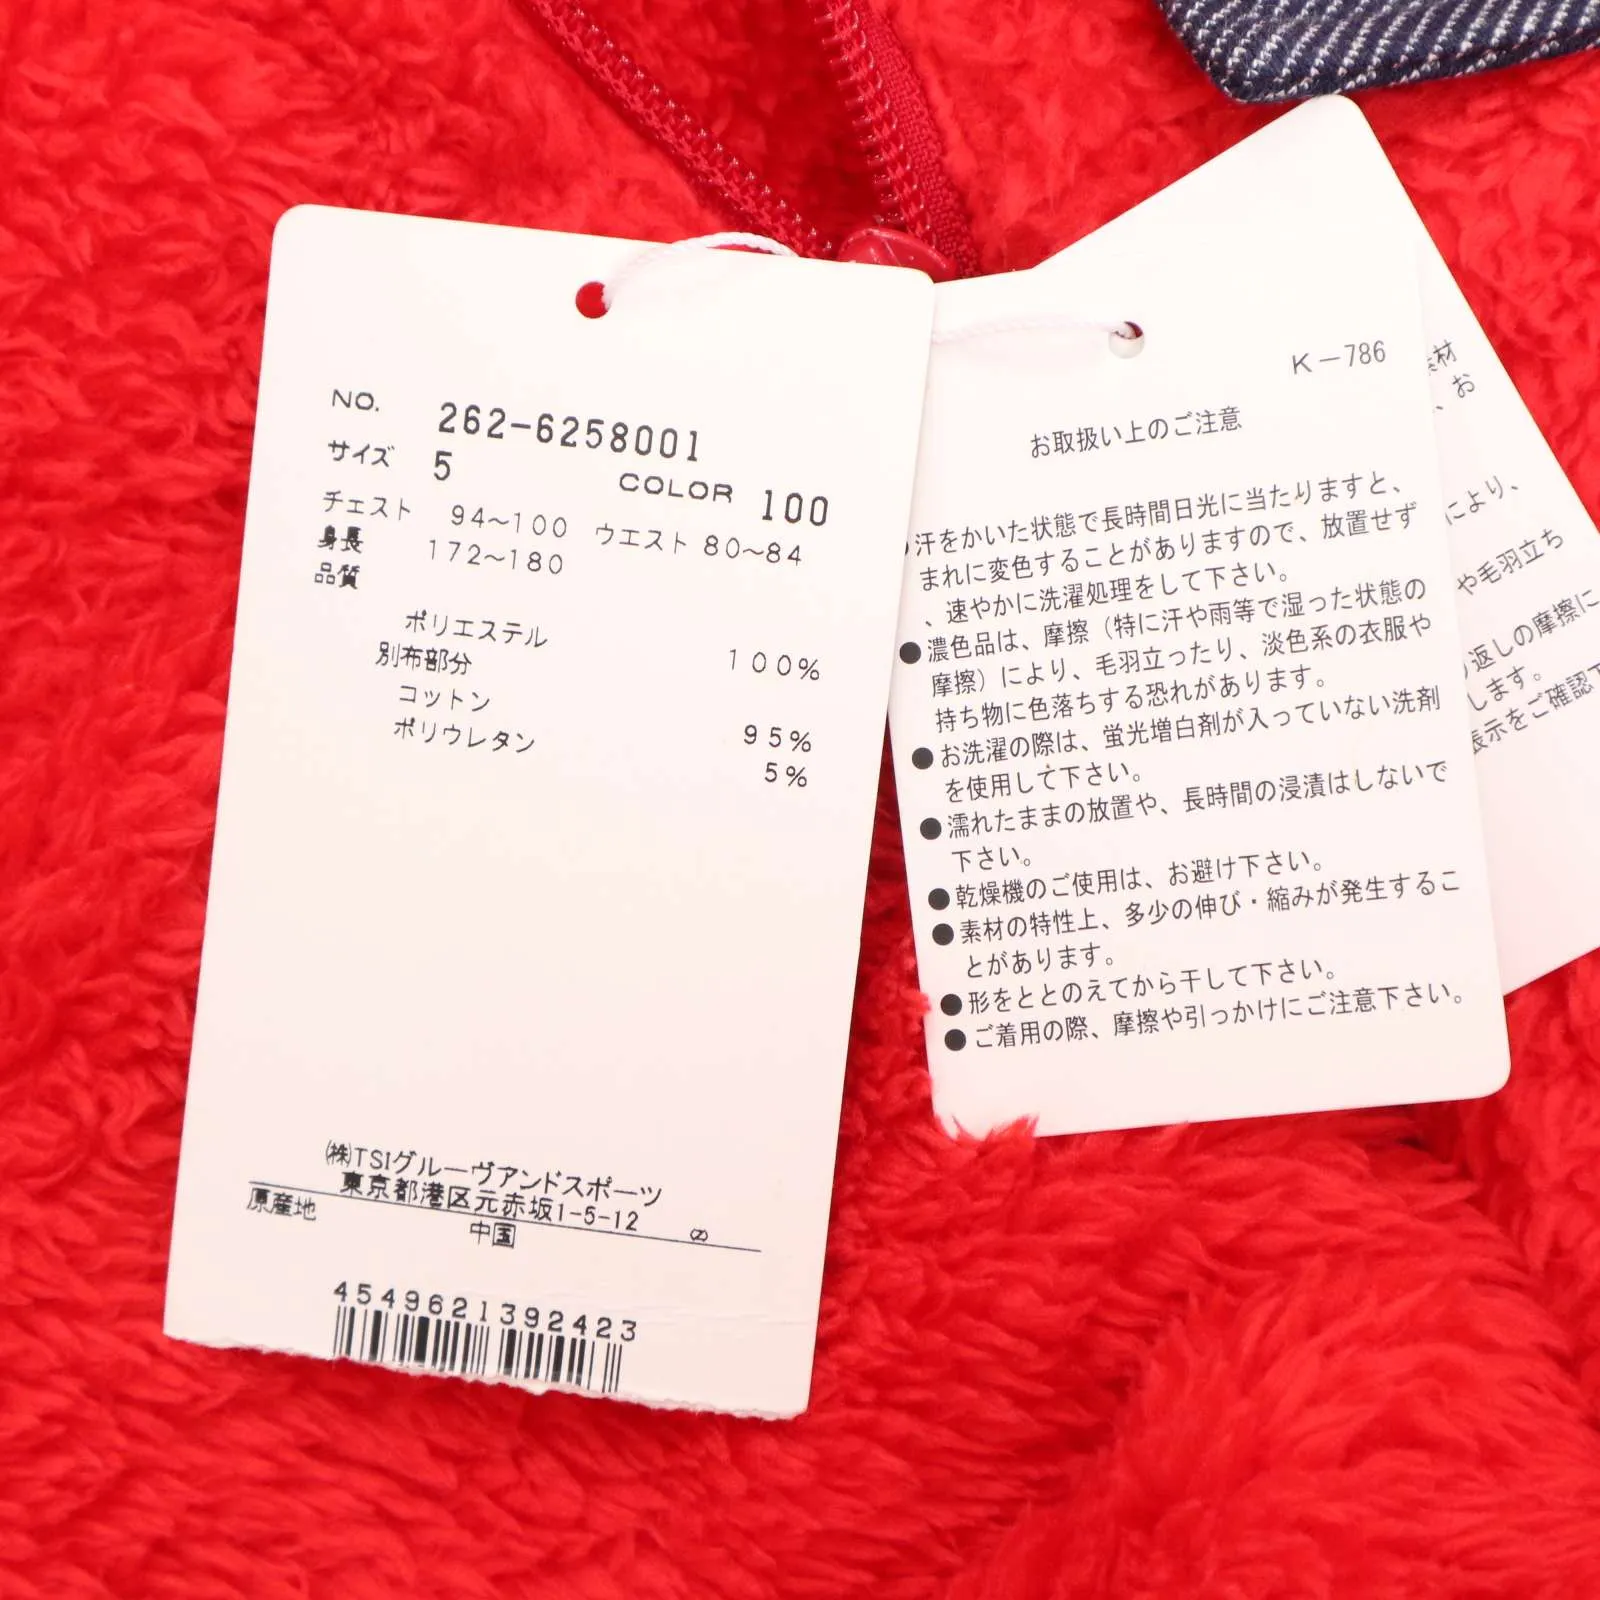 NO. 262-6258001
サイズ 5 COLOR 100
チェスト 94〜100 ウエスト 80〜84
身長 172〜180
品質
ポリエステル 100%
別布部分
コットン 95%
ポリウレタン 5%
㈱TSIグルーヴアンドスポーツ
東京都港区元赤坂1-5-12
原産地 中国
4549621392423
K-786
お取扱い上のご注意
●汗をかいた状態で長時間日光に当たりますと、
まれに変色することがありますので、放置せず
、速やかに洗濯処理をして下さい。
●濃色品は、摩擦（特に汗や雨等で湿った状態の
摩擦）により、毛羽立ったり、淡色系の衣服や
持ち物に色落ちする恐れがあります。
●お洗濯の際は、蛍光増白剤が入っていない洗剤
を使用して下さい。
●濡れたままの放置や、長時間の浸漬はしないで
下さい。
●乾燥機のご使用は、お避け下さい。
●素材の特性上、多少の伸び・縮みが発生するこ
とがあります。
●形をととのえてから干して下さい。
●ご着用の際、摩擦や引っかけにご注意下さい。
材
、お
により、
や毛羽立ち
返しの摩擦に
します。
表示をご確認下